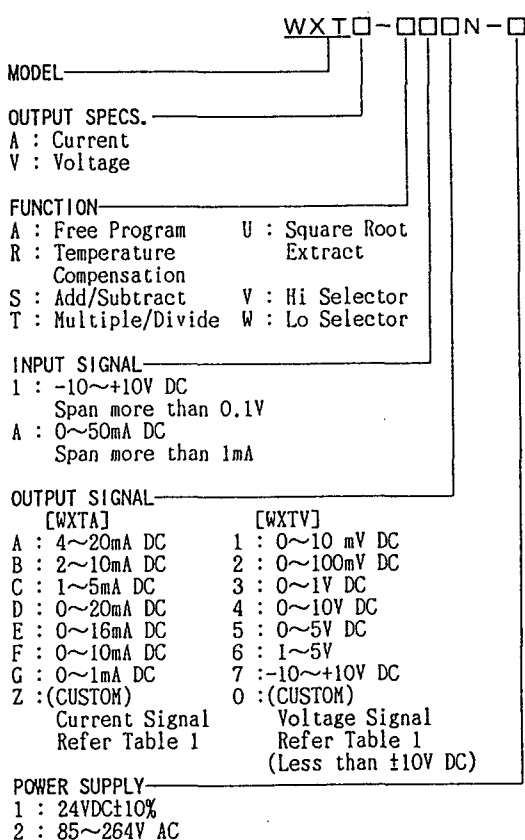 WXT□-□□□N-□
MODEL
OUTPUT SPECS.
A : Current
V : Voltage
FUNCTION
A : Free Program U : Square Root
R : Temperature Extract
Compensation
S : Add/Subtract V : Hi Selector
T : Multiple/Divide W : Lo Selector
INPUT SIGNAL
1 : -10~+10V DC
Span more than 0.1V
A : 0~50mA DC
Span more than 1mA
OUTPUT SIGNAL
[WXTA] [WXTV]
A : 4~20mA DC 1 : 0~10 mV DC
B : 2~10mA DC 2 : 0~100mV DC
C : 1~5mA DC 3 : 0~1V DC
D : 0~20mA DC 4 : 0~10V DC
E : 0~16mA DC 5 : 0~5V DC
F : 0~10mA DC 6 : 1~5V
G : 0~1mA DC 7 :-10~+10V DC
Z :(CUSTOM) 0 :(CUSTOM)
Current Signal Voltage Signal
Refer Table 1 Refer Table 1
(Less than ±10V DC)
POWER SUPPLY
1 : 24VDC±10%
2 : 85~264V AC